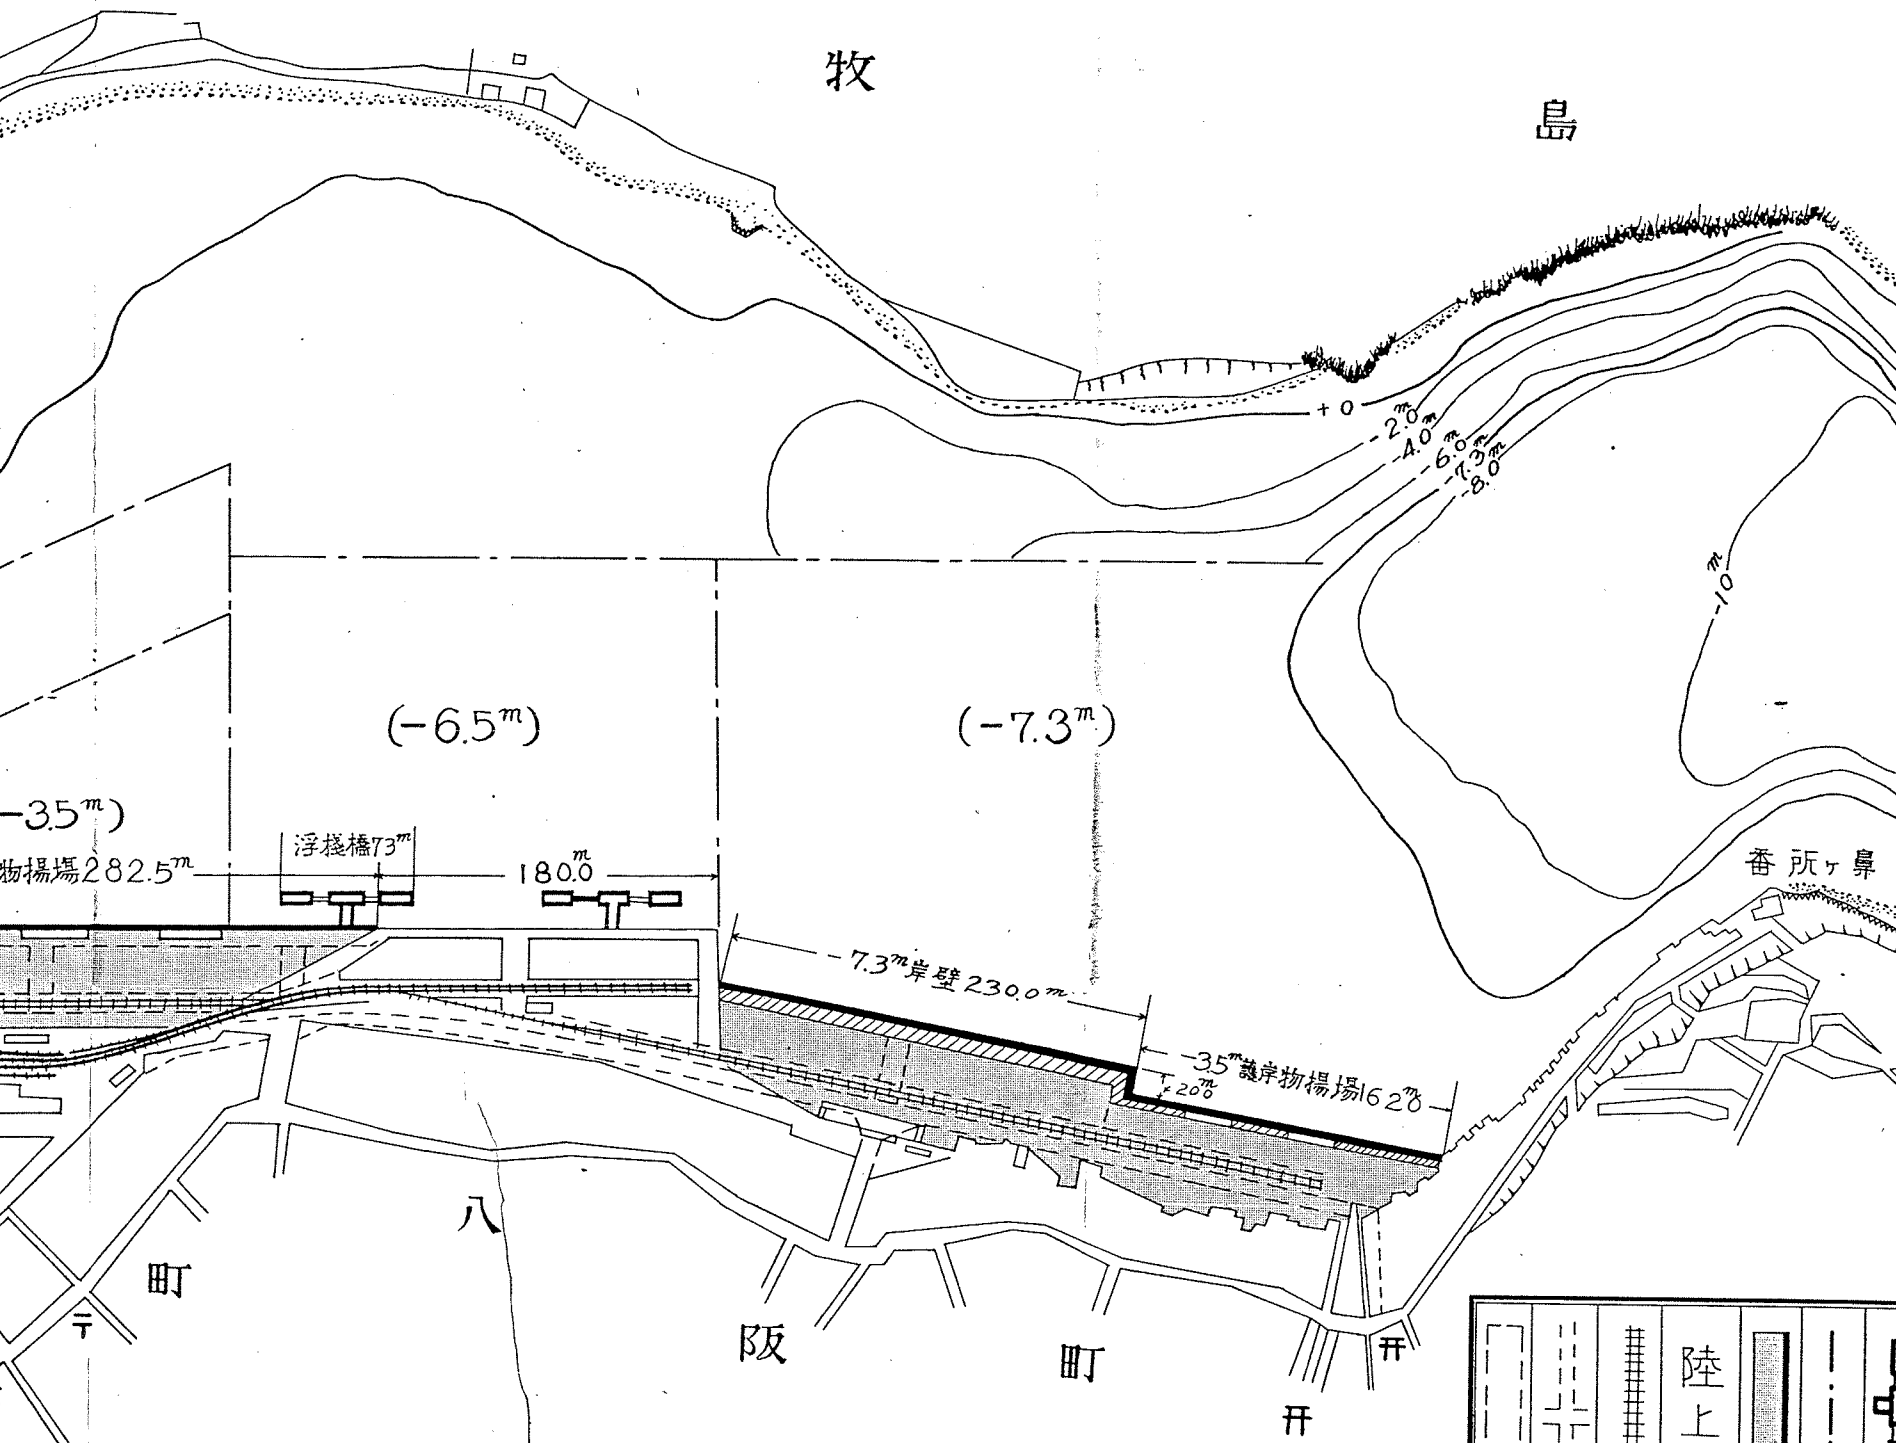 牧
島
+0
-2.0m
-4.0m
-6.0m
-7.3m
-8.0m
-10m
(-6.5m)
(-7.3m)
-3.5m)
浮棧橋73m
物揚場282.5m
180.0m
番所ヶ鼻
-7.3m岸壁230.0m
-3.5m護岸物揚場162.0m
20.0m
八
町
〒
阪
町
陸上